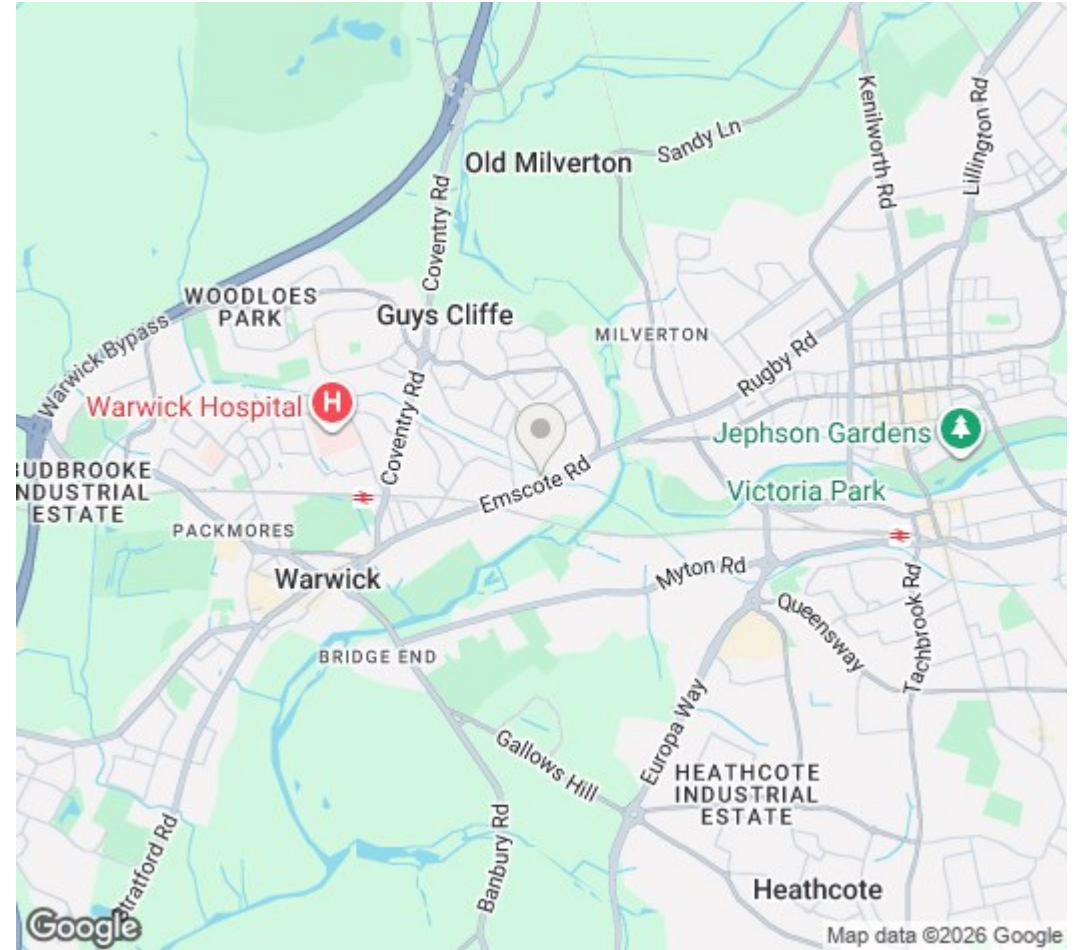 Old Milverton
Sandy Ln
Kenilworth Rd
Lillington Rd
Coventry Rd
WOODLOES
PARK
Guys Cliffe
MILVERTON
Warwick Bypass
Rugby Rd
Warwick Hospital
H
Coventry Rd
Jephson Gardens
Emscote Rd
BUDBROOKE
INDUSTRIAL
ESTATE
Victoria Park
PACKMORES
Warwick
Myton Rd
Queensway
Tachbrook Rd
BRIDGE END
Europa Way
Gallows Hill
HEATHCOTE
INDUSTRIAL
ESTATE
Banbury Rd
Stratford Rd
Heathcote
Google
Map data ©2026 Google